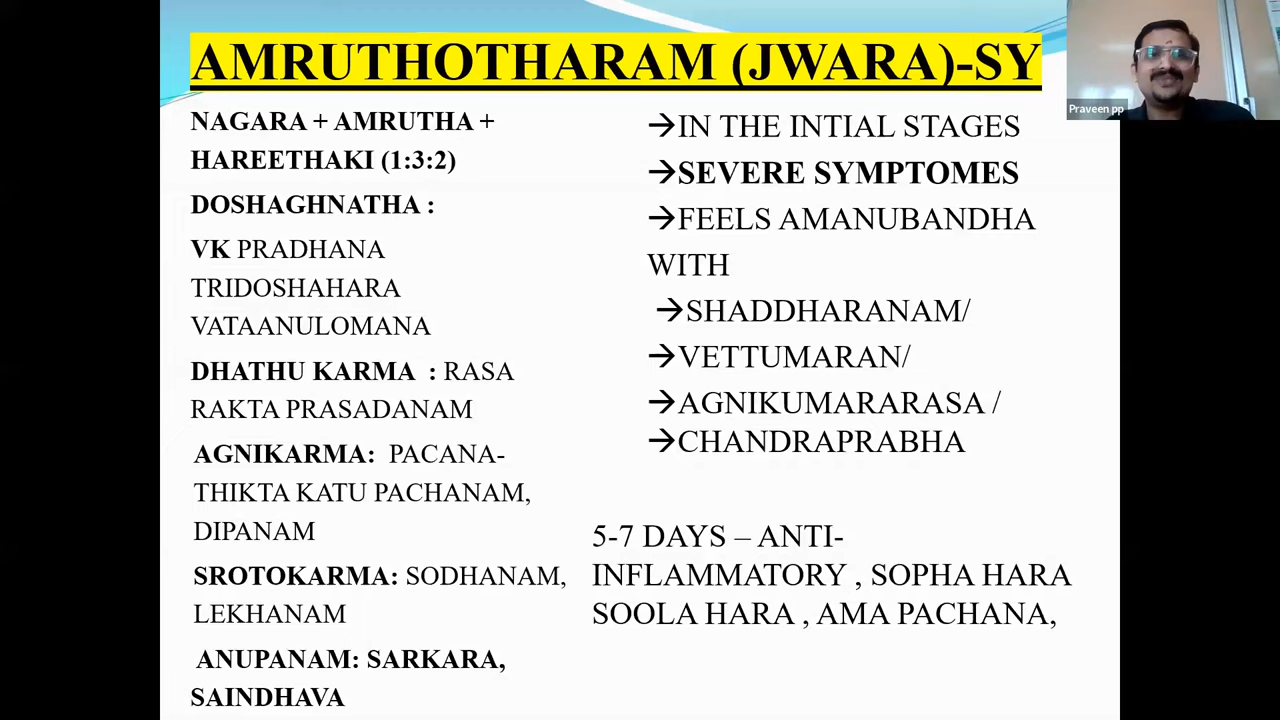 AMRUTHOTHARAM (JWARA)-SY
NAGARA + AMRUTHA +
HAREETHAKI (1:3:2)
DOSHAGHNATHA :
VK PRADHANA
TRIDOSHAHARA
VATAANULOMANA
DHATHU KARMA : RASA
RAKTA PRASADANAM
AGNIKARMA: PACANA-
THIKTA KATU PACHANAM,
DIPANAM
SROTOKARMA: SODHANAM,
LEKHANAM
ANUPANAM: SARKARA,
SAINDHAVA
→IN THE INTIAL STAGES
→SEVERE SYMPTOMES
→FEELS AMANUBANDHA
WITH
→SHADDHARANAM/
→VETTUMARAN/
→AGNIKUMARARASA /
→CHANDRAPRABHA
5-7 DAYS – ANTI-
INFLAMMATORY , SOPHA HARA
SOOLA HARA , AMA PACHANA,
Praveen pp